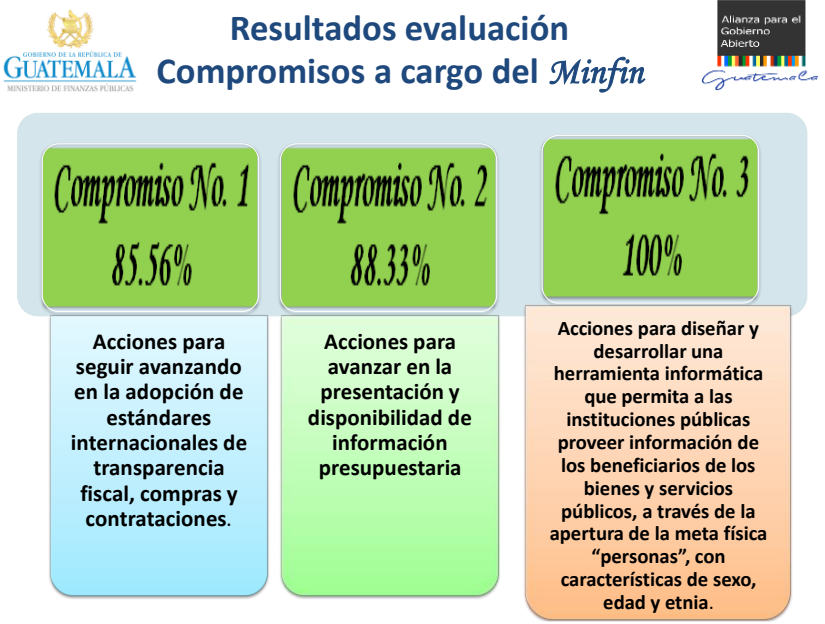 GOBIERNO DE LA REPÚBLICA DE
GUATEMALA
MINISTERIO DE FINANZAS PÚBLICAS
Resultados evaluación
Compromisos a cargo del Minfin
Alianza para el
Gobierno
Abierto
Guatemala
Compromiso No. 1
85.56%
Acciones para
seguir avanzando
en la adopción de
estándares
internacionales de
transparencia
fiscal, compras y
contrataciones.
Compromiso No. 2
88.33%
Acciones para
avanzar en la
presentación y
disponibilidad de
información
presupuestaria
Compromiso No. 3
100%
Acciones para diseñar y
desarrollar una
herramienta informática
que permita a las
instituciones públicas
proveer información de
los beneficiarios de los
bienes y servicios
públicos, a través de la
apertura de la meta física
“personas”, con
características de sexo,
edad y etnia.